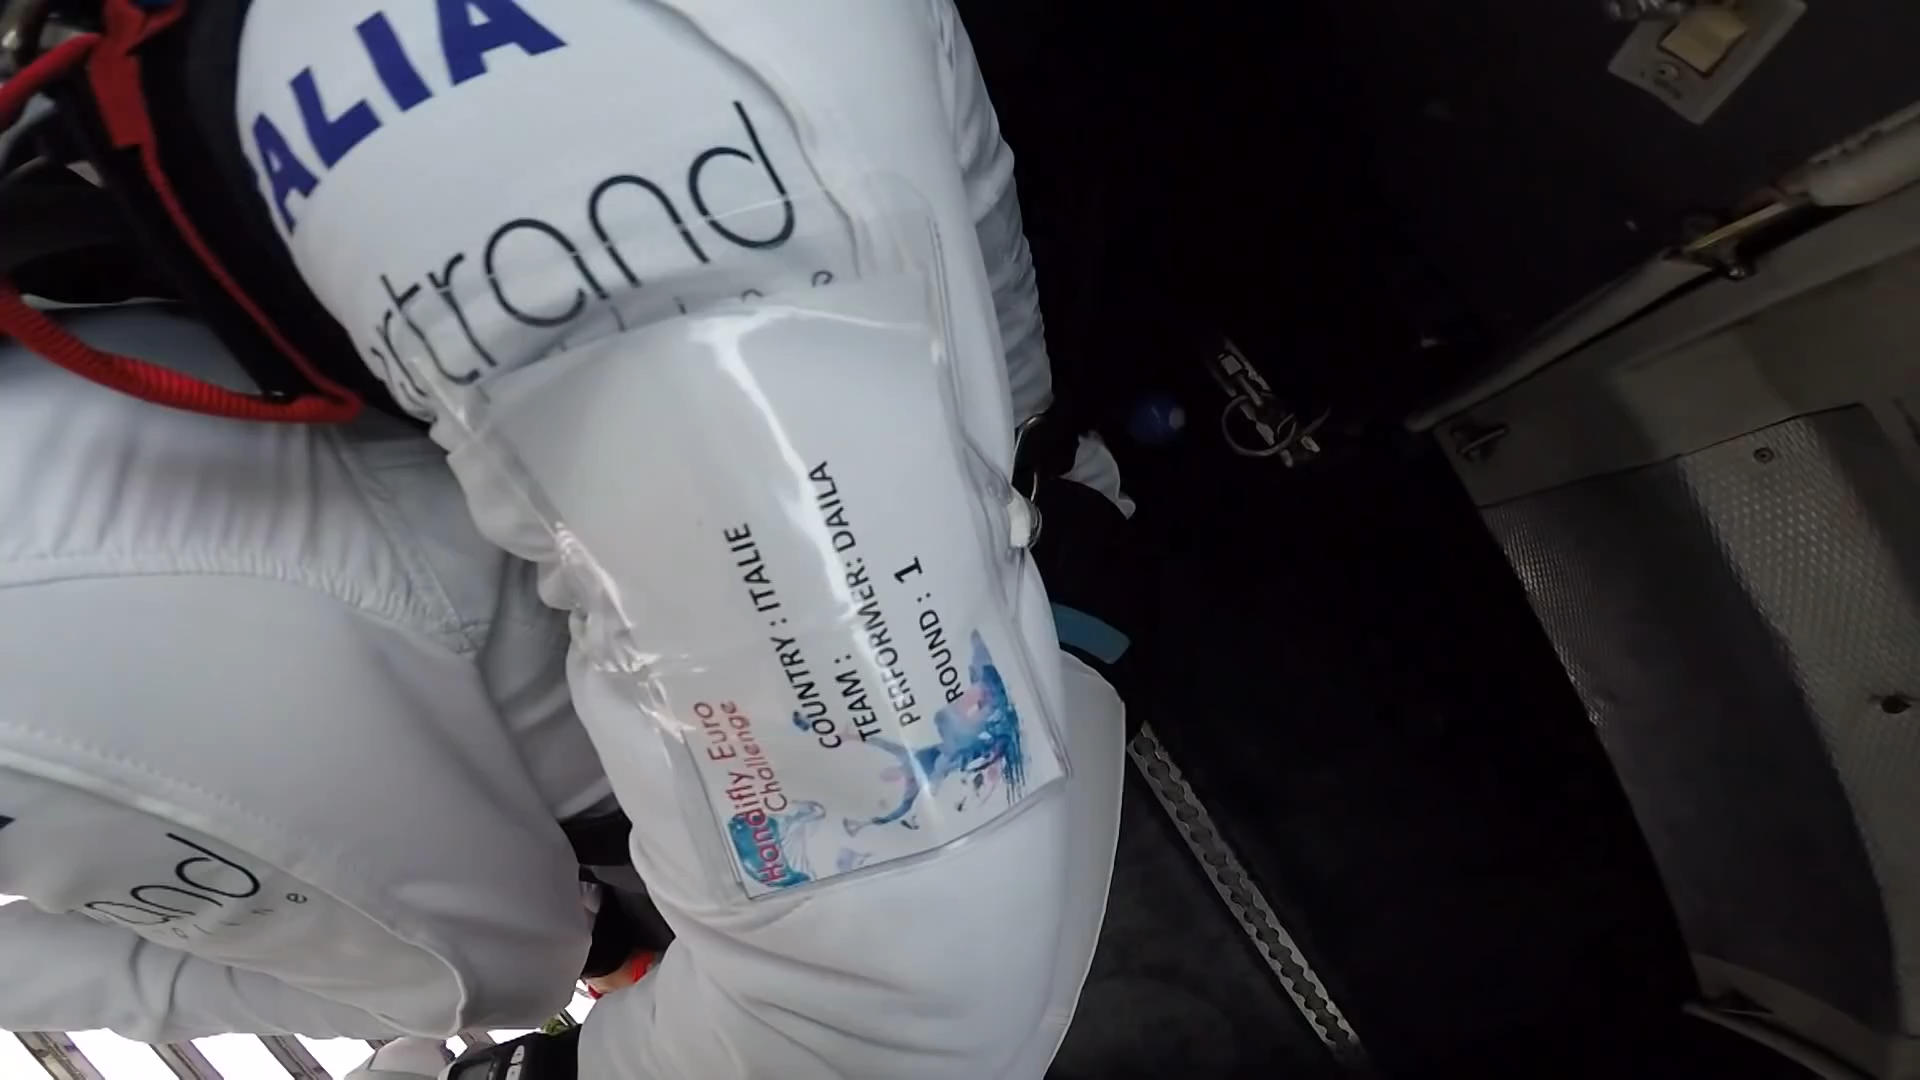 ALIA
rtrand
Handifly Euro
Challenge
COUNTRY : ITALIE
TEAM :
PERFORMER: DAILA
ROUND : 1
and